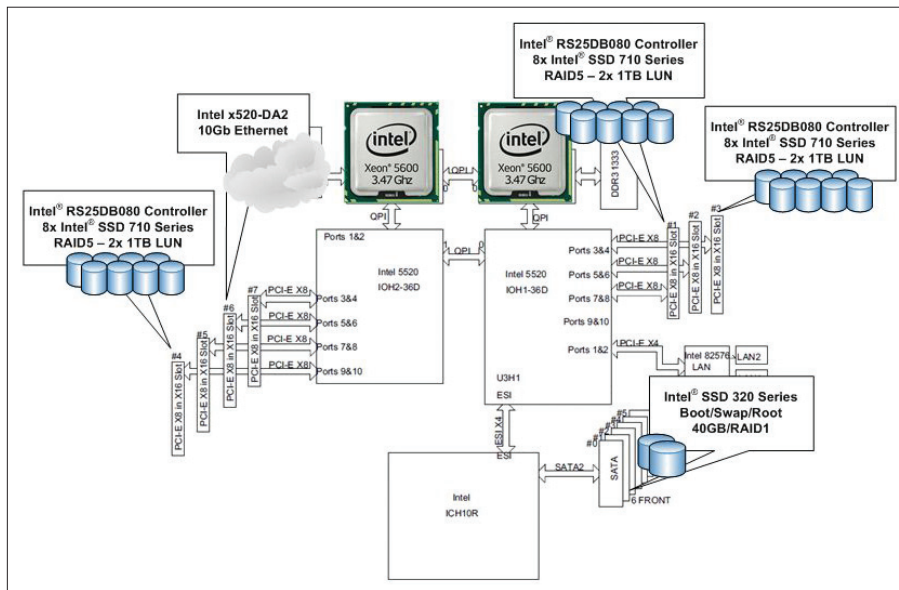 Intel® RS25DB080 Controller
8x Intel® SSD 710 Series
RAID5 – 2x 1TB LUN
Intel x520-DA2
10Gb Ethernet
Intel® RS25DB080 Controller
8x Intel® SSD 710 Series
RAID5 – 2x 1TB LUN
Intel® RS25DB080 Controller
8x Intel® SSD 710 Series
RAID5 – 2x 1TB LUN
intel
Xeon® 5600
3.47 Ghz
QPI
intel
Xeon® 5600
3.47 Ghz
DDR3 1333
QPI
QPI
Ports 1&2
Intel 5520
IOH2-36D
Ports 3&4
Ports 5&6
Ports 7&8
Ports 9&10
1
QPI
0
Intel 5520
IOH1-36D
Ports 3&4
Ports 5&6
Ports 7&8
Ports 9&10
Ports 1&2
U3H1
ESI
PCI-E X8
PCI-E X8
PCI-E X8
#1
PCI-E X8 in X16 Slot
#2
PCI-E X8 in X16 Slot
#3
PCI-E X8 in X16 Slot
#7
PCI-E X8 in X16 Slot
#6
PCI-E X8 in X16 Slot
#5
PCI-E X8 in X16 Slot
#4
PCI-E X8 in X16 Slot
PCI-E X8
PCI-E X8
PCI-E X8
PCI-E X8
PCI-E X4
Intel 82576
LAN
LAN2
Intel® SSD 320 Series
Boot/Swap/Root
40GB/RAID1
ESI X4
ESI
Intel
ICH10R
SATA2
#0
#1
#2
#4
#5
SATA
6 FRONT